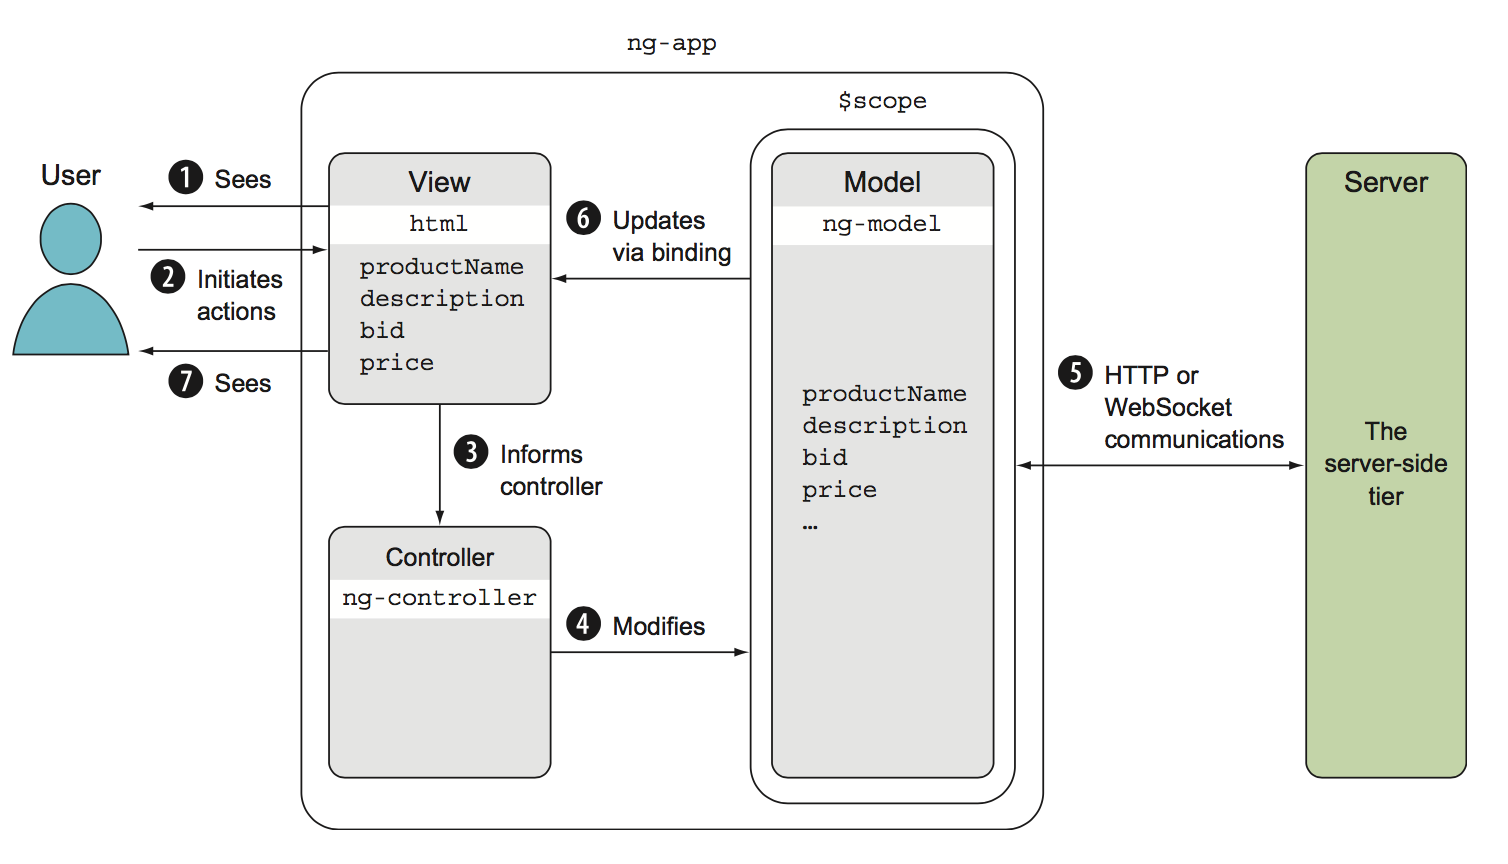 ng-app
$scope
User
1 Sees
2 Initiates
actions
7 Sees
View
html
productName
description
bid
price
3 Informs
controller
Controller
ng-controller
4 Modifies
6 Updates
via binding
Model
ng-model
productName
description
bid
price
…
5 HTTP or
WebSocket
communications
Server
The
server-side
tier